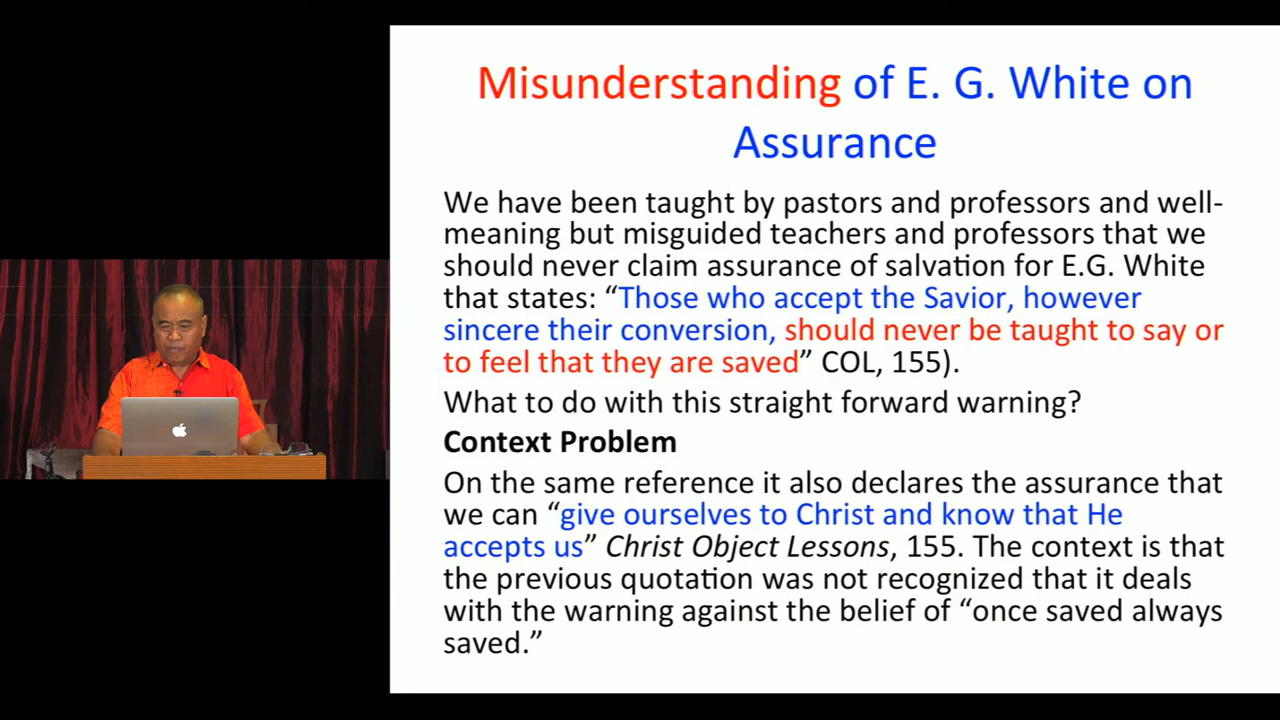 Misunderstanding of E. G. White on
Assurance
We have been taught by pastors and professors and well-
meaning but misguided teachers and professors that we
should never claim assurance of salvation for E.G. White
that states: “Those who accept the Savior, however
sincere their conversion, should never be taught to say or
to feel that they are saved” COL, 155).
What to do with this straight forward warning?
Context Problem
On the same reference it also declares the assurance that
we can “give ourselves to Christ and know that He
accepts us” Christ Object Lessons, 155. The context is that
the previous quotation was not recognized that it deals
with the warning against the belief of “once saved always
saved.”